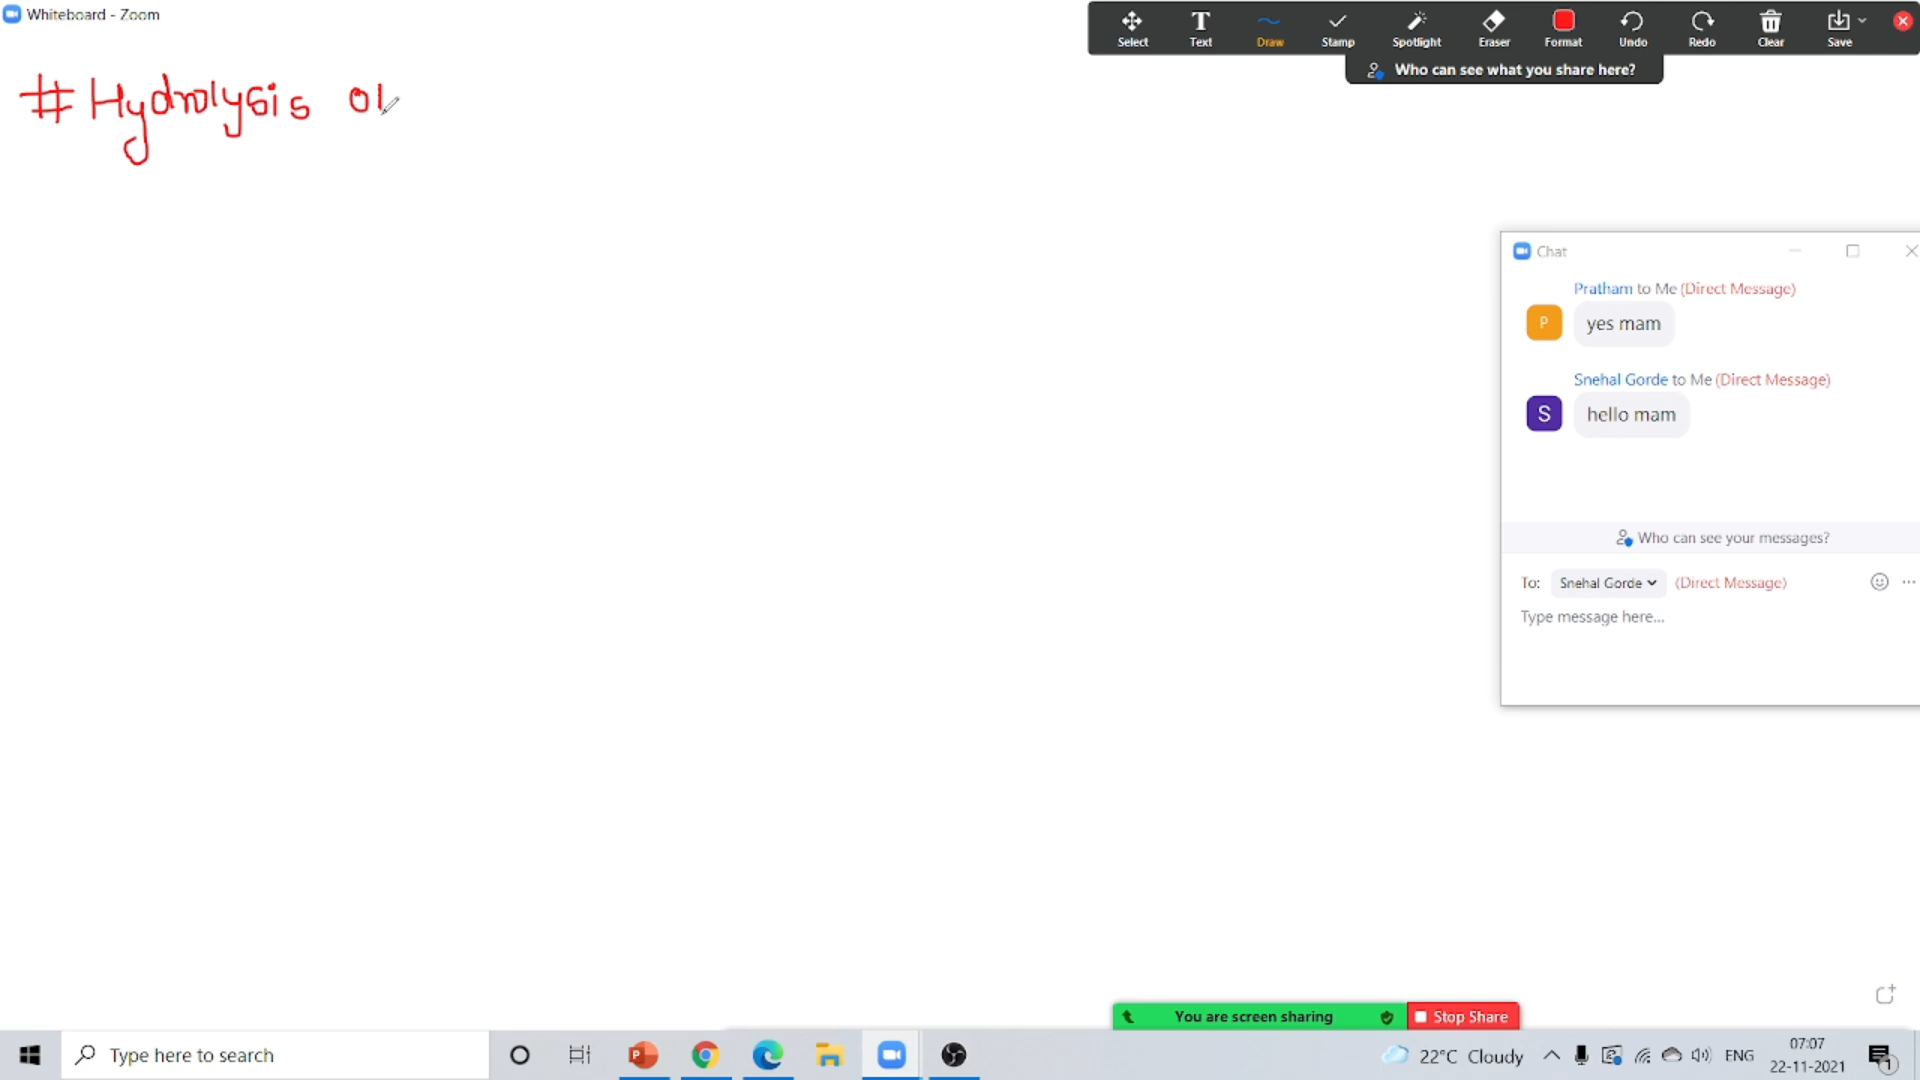 Whiteboard - Zoom
Select Text Draw Stamp Spotlight Eraser Format Undo Redo Clear Save
Who can see what you share here?
#Hydrolysis
Chat
Pratham to Me (Direct Message)
P
yes mam
Snehal Gorde to Me (Direct Message)
S
hello mam
Who can see your messages?
To: Snehal Gorde (Direct Message)
Type message here...
You are screen sharing Stop Share
Type here to search
22°C Cloudy ENG
07:07
22-11-2021
1